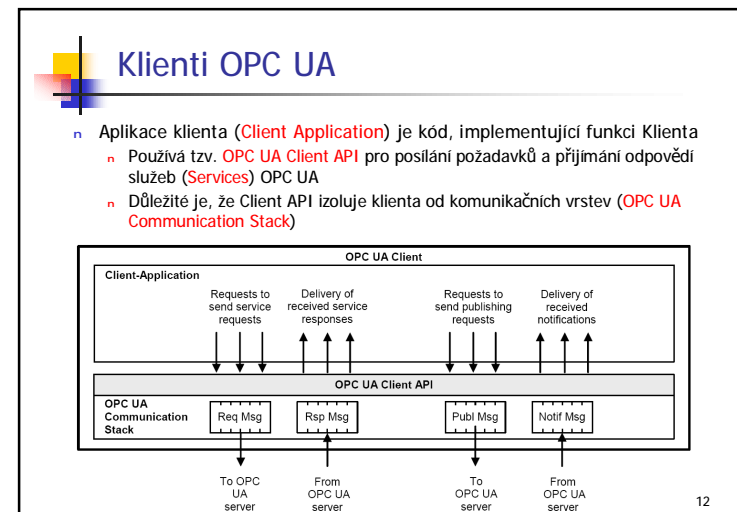 Klienti OPC UA
n Aplikace klienta (Client Application) je kód, implementující funkci Klienta
n Používá tzv. OPC UA Client API pro posílání požadavků a přijímání odpovědí
služeb (Services) OPC UA
n Důležité je, že Client API izoluje klienta od komunikačních vrstev (OPC UA
Communication Stack)
OPC UA Client
Client-Application
Requests to
send service
requests
Delivery of
received service
responses
Requests to
send publishing
requests
Delivery of
received
notifications
OPC UA Client API
OPC UA
Communication
Stack
Req Msg
Rsp Msg
Publ Msg
Notif Msg
To OPC
UA
server
From
OPC UA
server
To
OPC UA
server
From
OPC UA
server
12